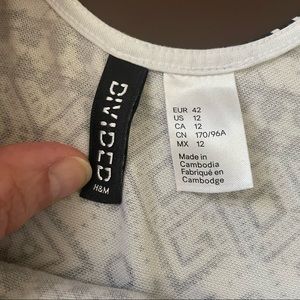 DIVIDED
H&M
EUR 42
US 12
CA 12
CN 170/96A
MX 12
Made in
Cambodia
Fabriqué en
Cambodge